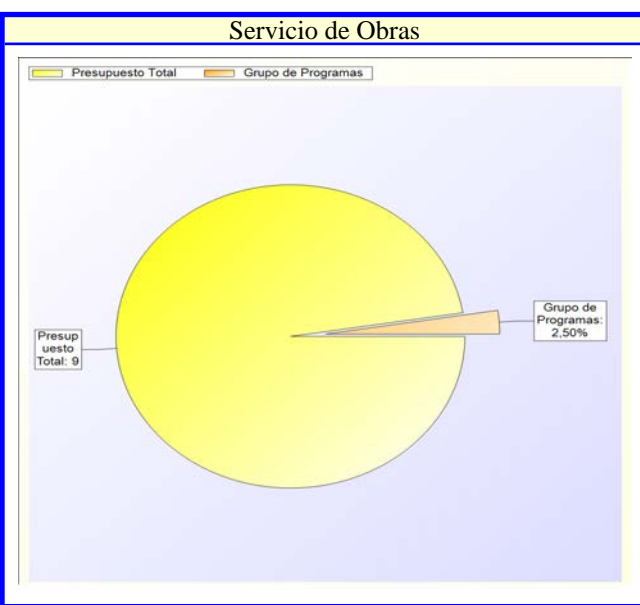 Servicio de Obras
Presupuesto Total
Grupo de Programas
Grupo de
Programas:
2,50%
Presup
uesto
Total: 9